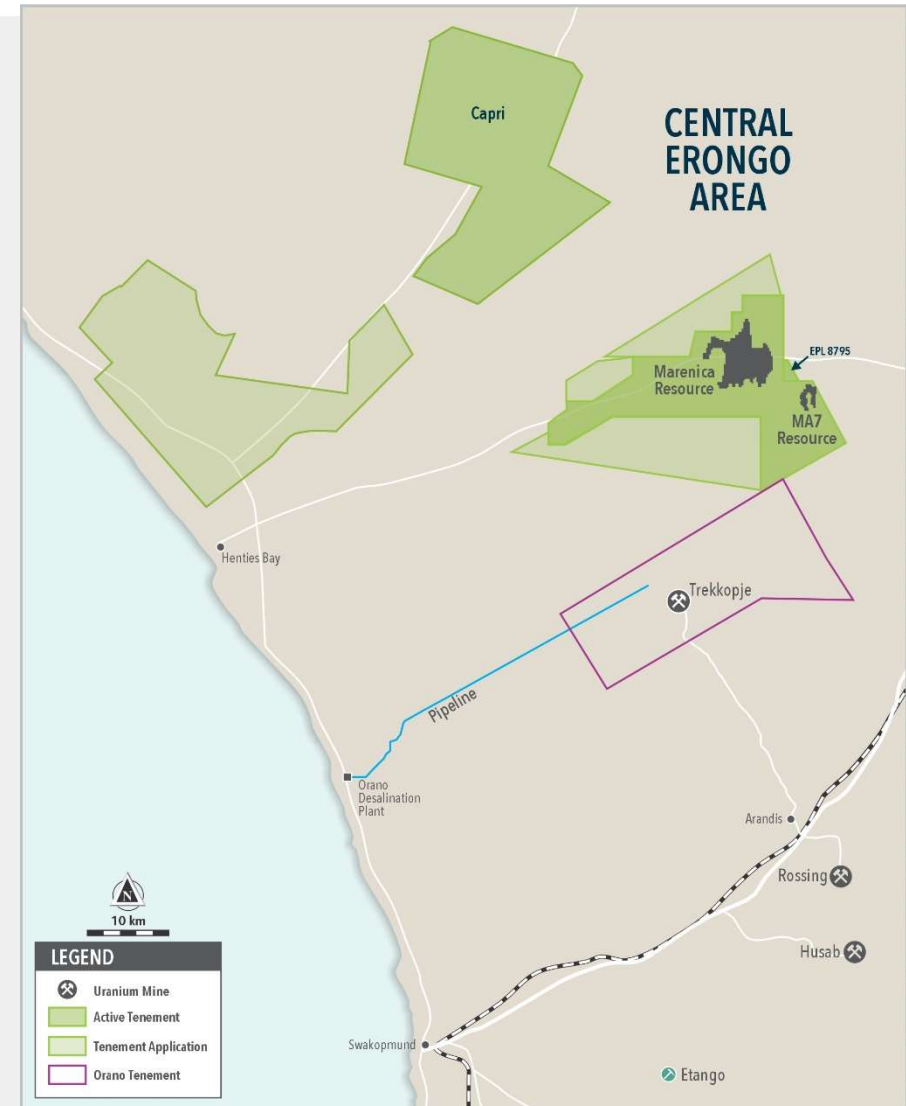 Capri
CENTRAL
ERONGO
AREA
EPL 8795
Marenica
Resource
MA7
Resource
Henties Bay
Trekkopje
Pipeline
Orano
Desalination
Plant
Arandis
Rossing
Husab
N
10 km
LEGEND
Uranium Mine
Active Tenement
Tenement Application
Orano Tenement
Swakopmund
Etango